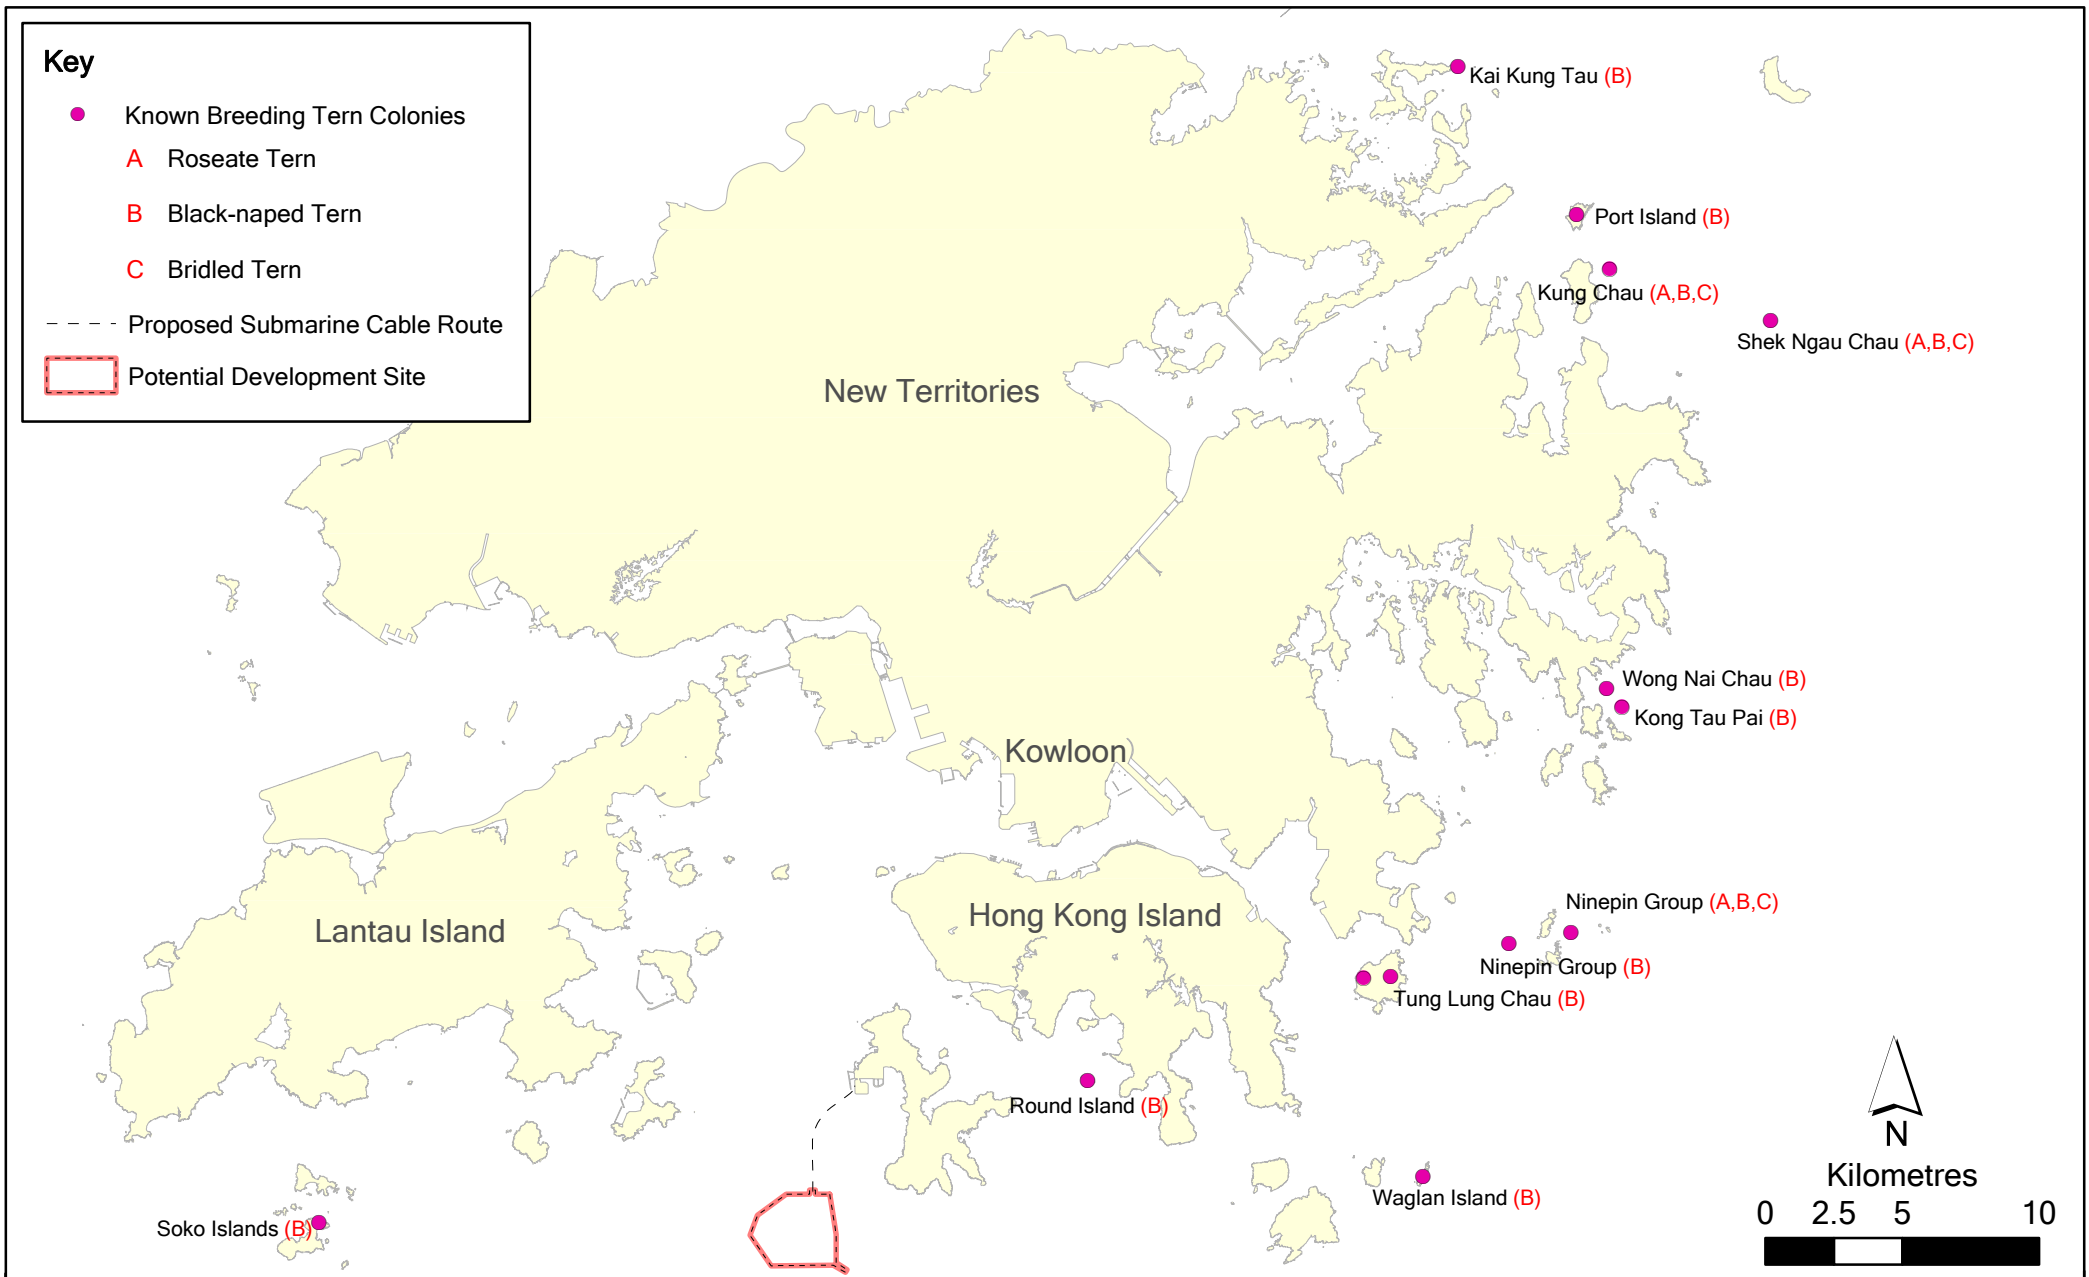 Key
Known Breeding Tern Colonies
A Roseate Tern
B Black-naped Tern
C Bridled Tern
Proposed Submarine Cable Route
Potential Development Site
Kai Kung Tau (B)
Port Island (B)
Kung Chau (A,B,C)
Shek Ngau Chau (A,B,C)
New Territories
Wong Nai Chau (B)
Kong Tau Pai (B)
Kowloon
Ninepin Group (A,B,C)
Hong Kong Island
Lantau Island
Ninepin Group (B)
Tung Lung Chau (B)
Round Island (B)
N
Kilometres
Waglan Island (B)
0 2.5 5 10
Soko Islands (B)